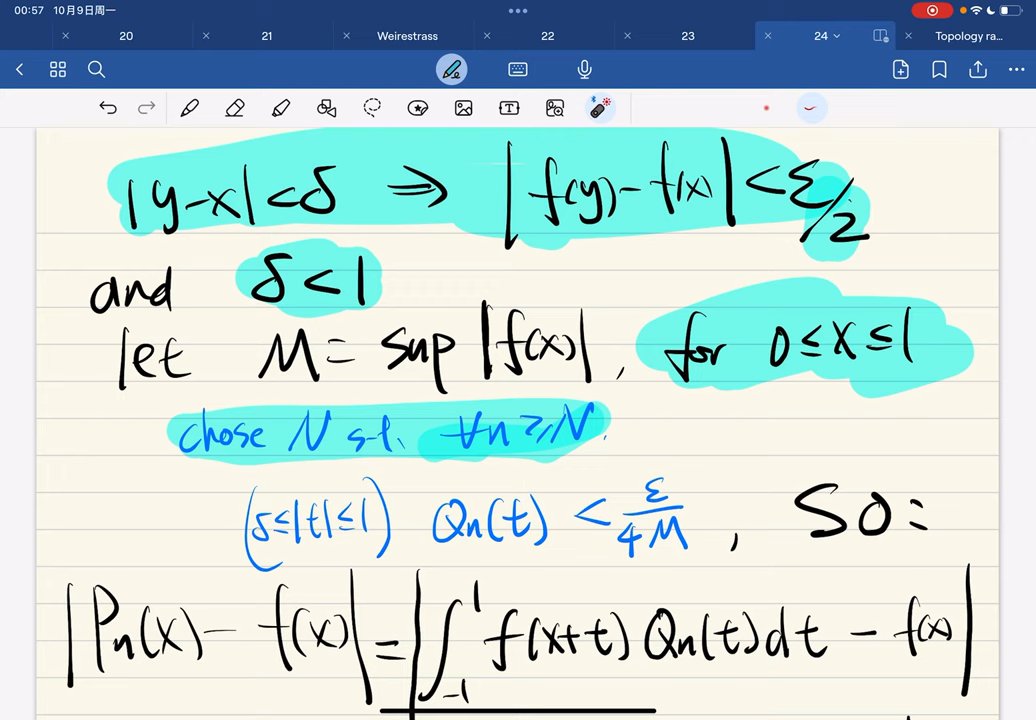 00:57 10月9日周一
20 21 Weirestrass 22 23 24 Topology ra...
|y-x|<δ ⇒ |f(y)-f(x)|<ε/2
and δ<1
let M= sup|f(x)|, for 0≤x≤1
chose N s.t. ∀n≥N.
(δ≤|t|≤1) Qn(t) < ε/4M, SO:
|Pn(x)- f(x)|=|∫_{-1}^{1} f(x+t) Qn(t)dt - f(x)|